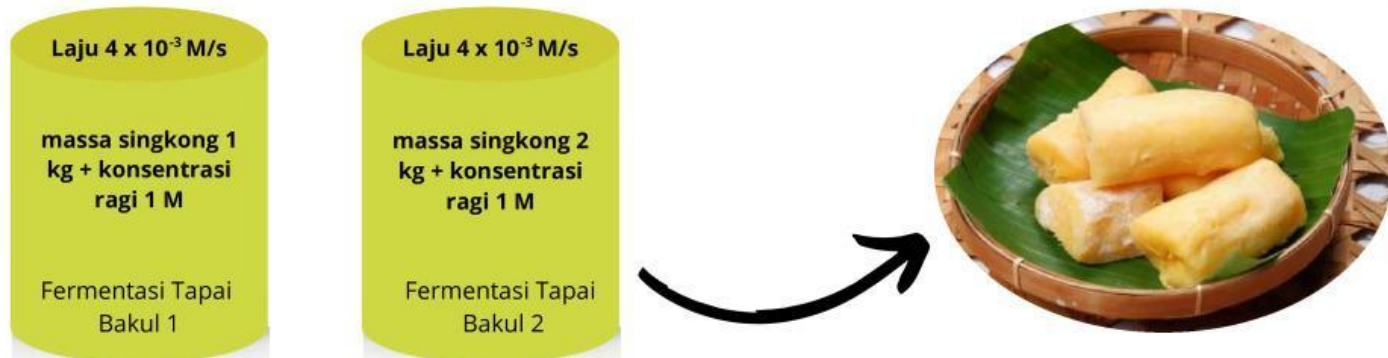 Laju 4 x 10⁻³ M/s
massa singkong 1
kg + konsentrasi
ragi 1 M
Fermentasi Tapai
Bakul 1
Laju 4 x 10⁻³ M/s
massa singkong 2
kg + konsentrasi
ragi 1 M
Fermentasi Tapai
Bakul 2